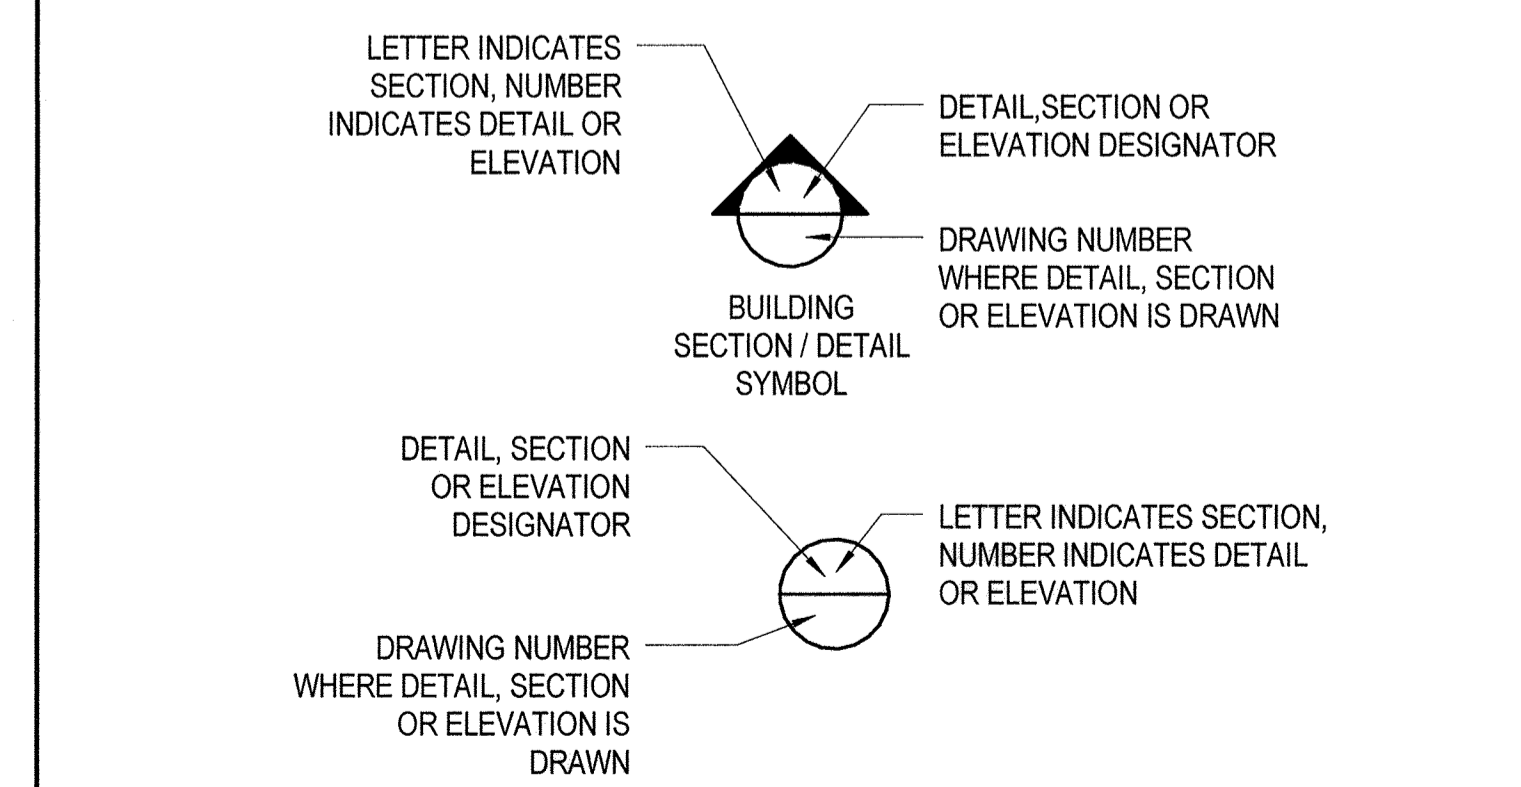 LETTER INDICATES
SECTION, NUMBER
INDICATES DETAIL OR
ELEVATION
DETAIL,SECTION OR
ELEVATION DESIGNATOR
DRAWING NUMBER
WHERE DETAIL, SECTION
OR ELEVATION IS DRAWN
BUILDING
SECTION / DETAIL
SYMBOL
DETAIL, SECTION
OR ELEVATION
DESIGNATOR
LETTER INDICATES SECTION,
NUMBER INDICATES DETAIL
OR ELEVATION
DRAWING NUMBER
WHERE DETAIL, SECTION
OR ELEVATION IS
DRAWN